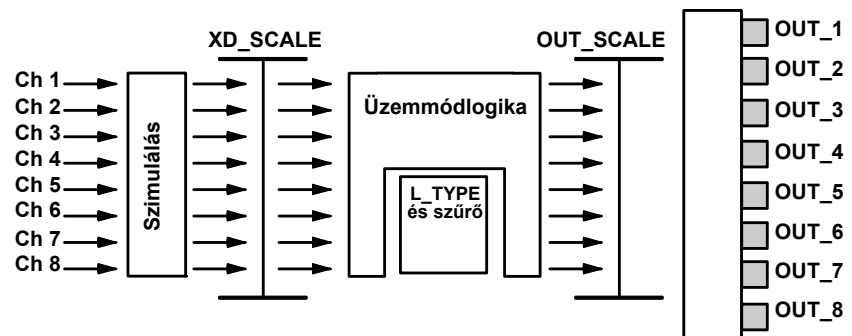 XD_SCALE
OUT_SCALE
Ch 1
Ch 2
Ch 3
Ch 4
Ch 5
Ch 6
Ch 7
Ch 8
Szimulálás
Üzemmódlogika
L_TYPE
és szűrő
OUT_1
OUT_2
OUT_3
OUT_4
OUT_5
OUT_6
OUT_7
OUT_8